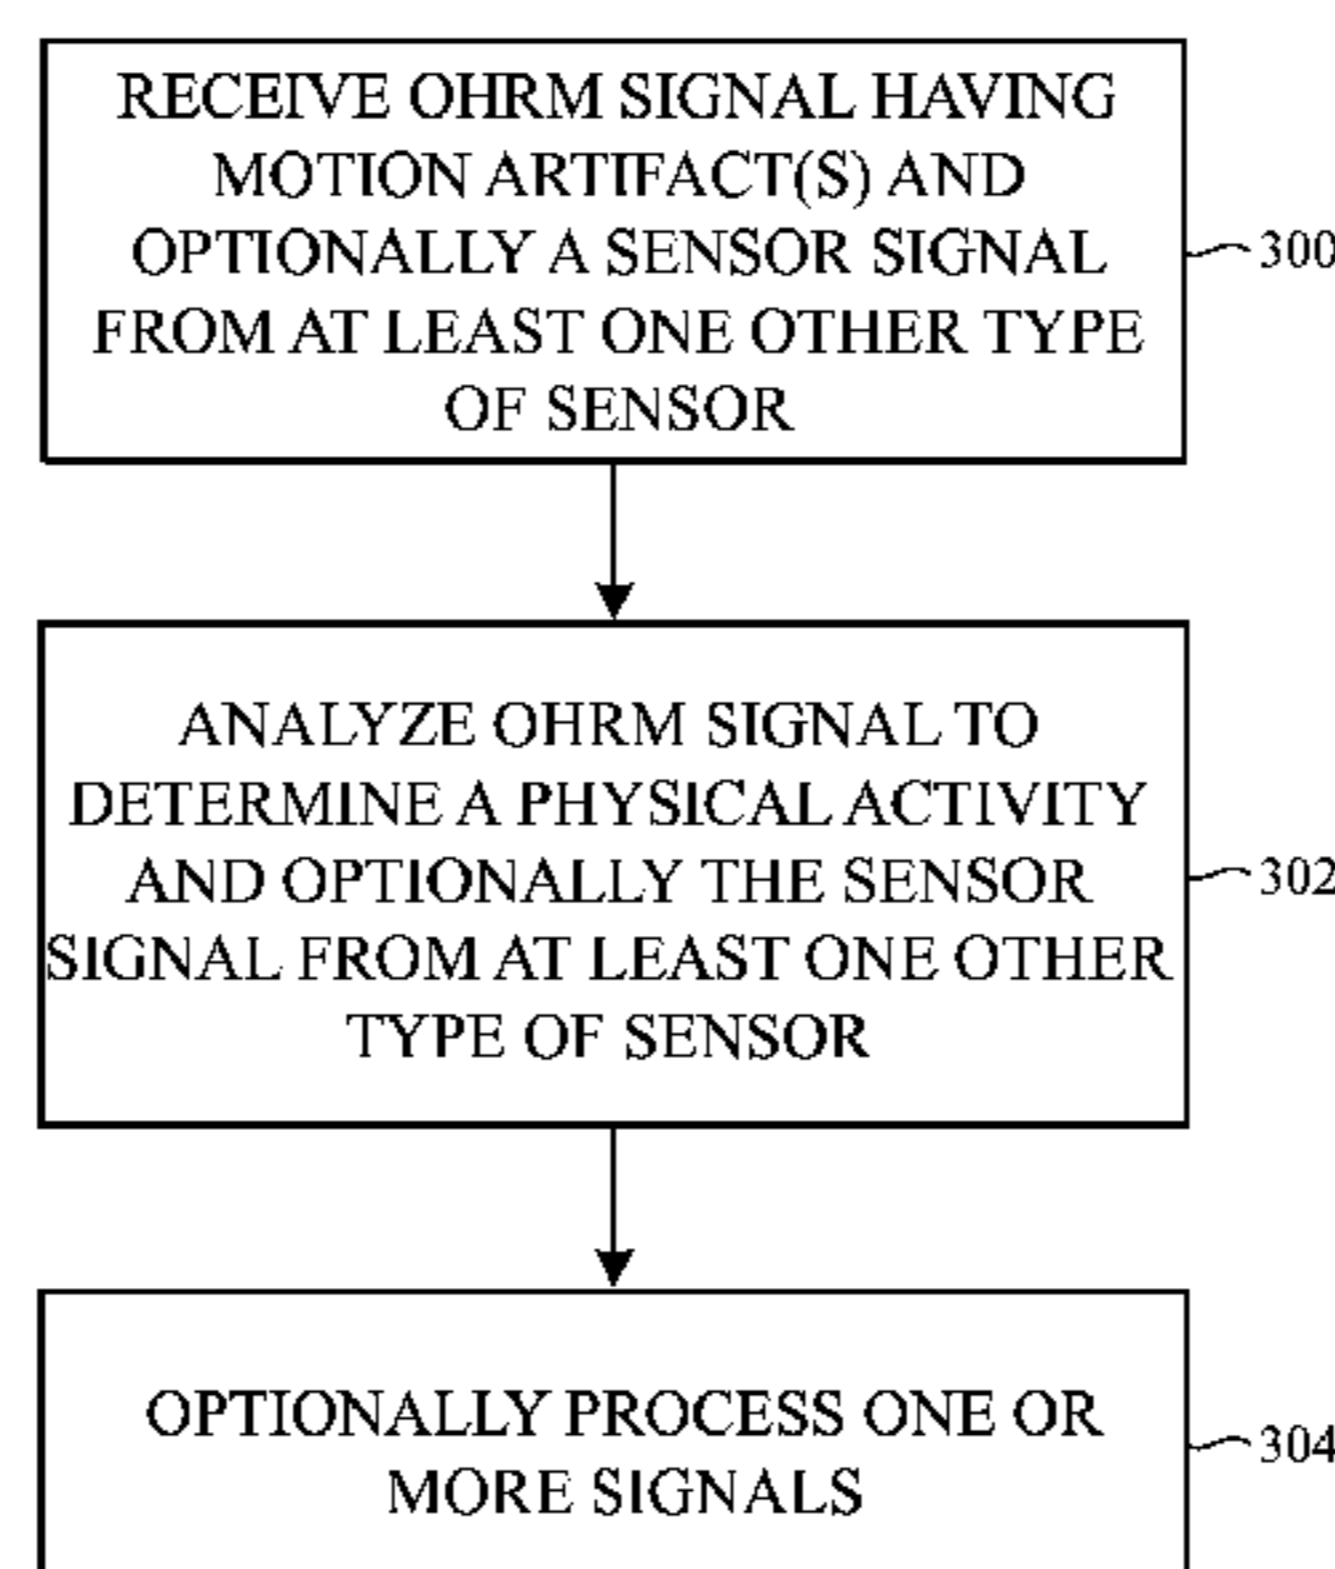 RECEIVE OHRM SIGNAL HAVING
MOTION ARTIFACT(S) AND
OPTIONALLY A SENSOR SIGNAL
FROM AT LEAST ONE OTHER TYPE
OF SENSOR
300
ANALYZE OHRM SIGNAL TO
DETERMINE A PHYSICAL ACTIVITY
AND OPTIONALLY THE SENSOR
SIGNAL FROM AT LEAST ONE OTHER
TYPE OF SENSOR
302
OPTIONALLY PROCESS ONE OR
MORE SIGNALS
304